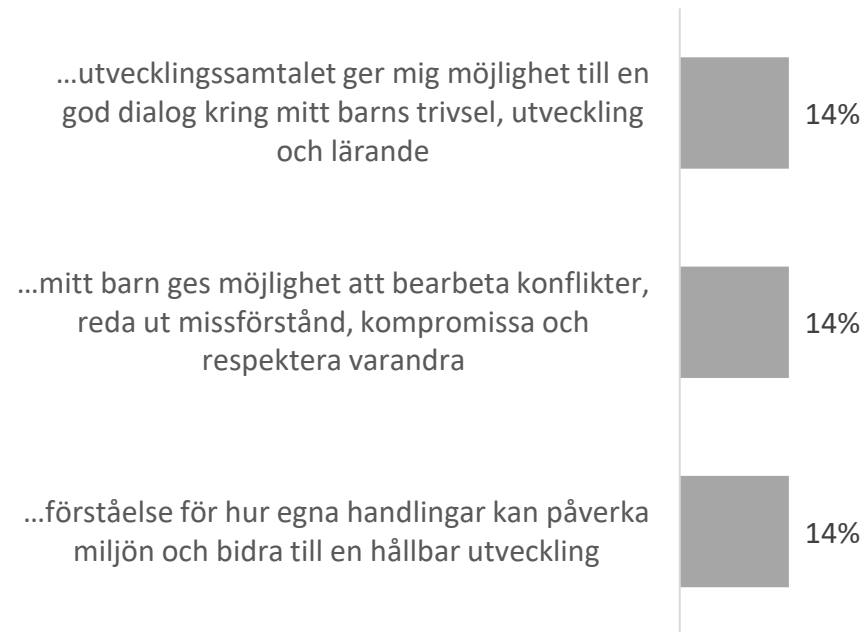 …utvecklingssamtalet ger mig möjlighet till en
god dialog kring mitt barns trivsel, utveckling
och lärande
14%
…mitt barn ges möjlighet att bearbeta konflikter,
reda ut missförstånd, kompromissa och
respektera varandra
14%
…förståelse för hur egna handlingar kan påverka
miljön och bidra till en hållbar utveckling
14%